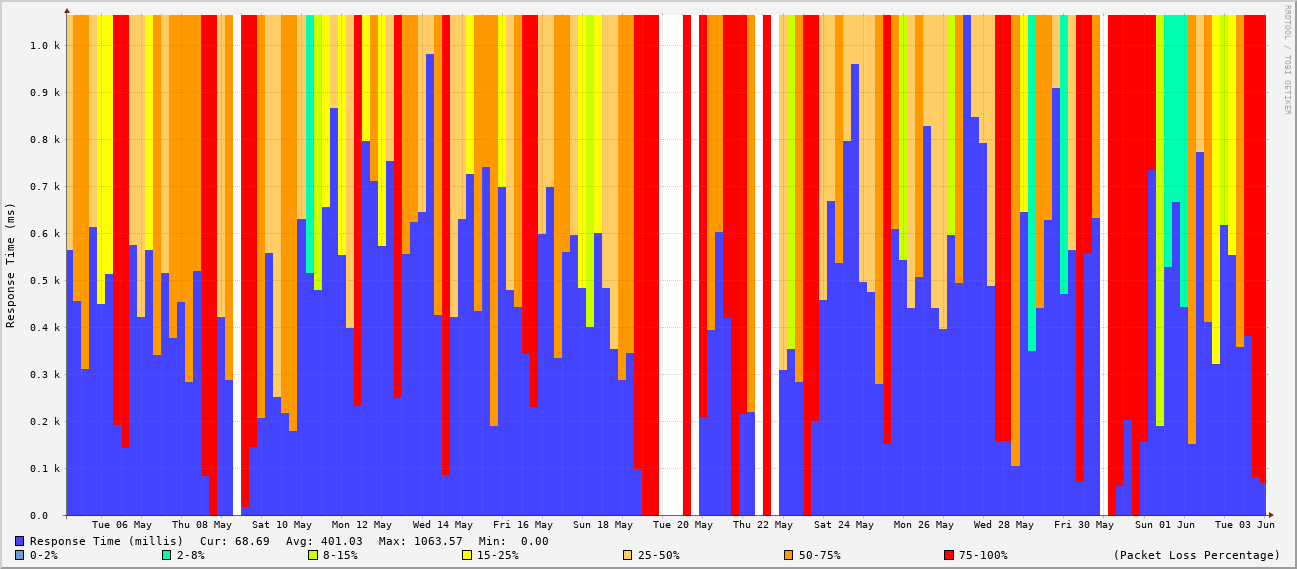 RRDTOOL / TOBI OETIKER
Response Time (ms)
1.0 k
0.9 k
0.8 k
0.7 k
0.6 k
0.5 k
0.4 k
0.3 k
0.2 k
0.1 k
0.0
Tue 06 May Thu 08 May Sat 10 May Mon 12 May Wed 14 May Fri 16 May Sun 18 May Tue 20 May Thu 22 May Sat 24 May Mon 26 May Wed 28 May Fri 30 May Sun 01 Jun Tue 03 Jun
Response Time (millis) Cur: 68.69 Avg: 401.03 Max: 1063.57 Min: 0.00
0-2% 2-8% 8-15% 15-25% 25-50% 50-75% 75-100% (Packet Loss Percentage)